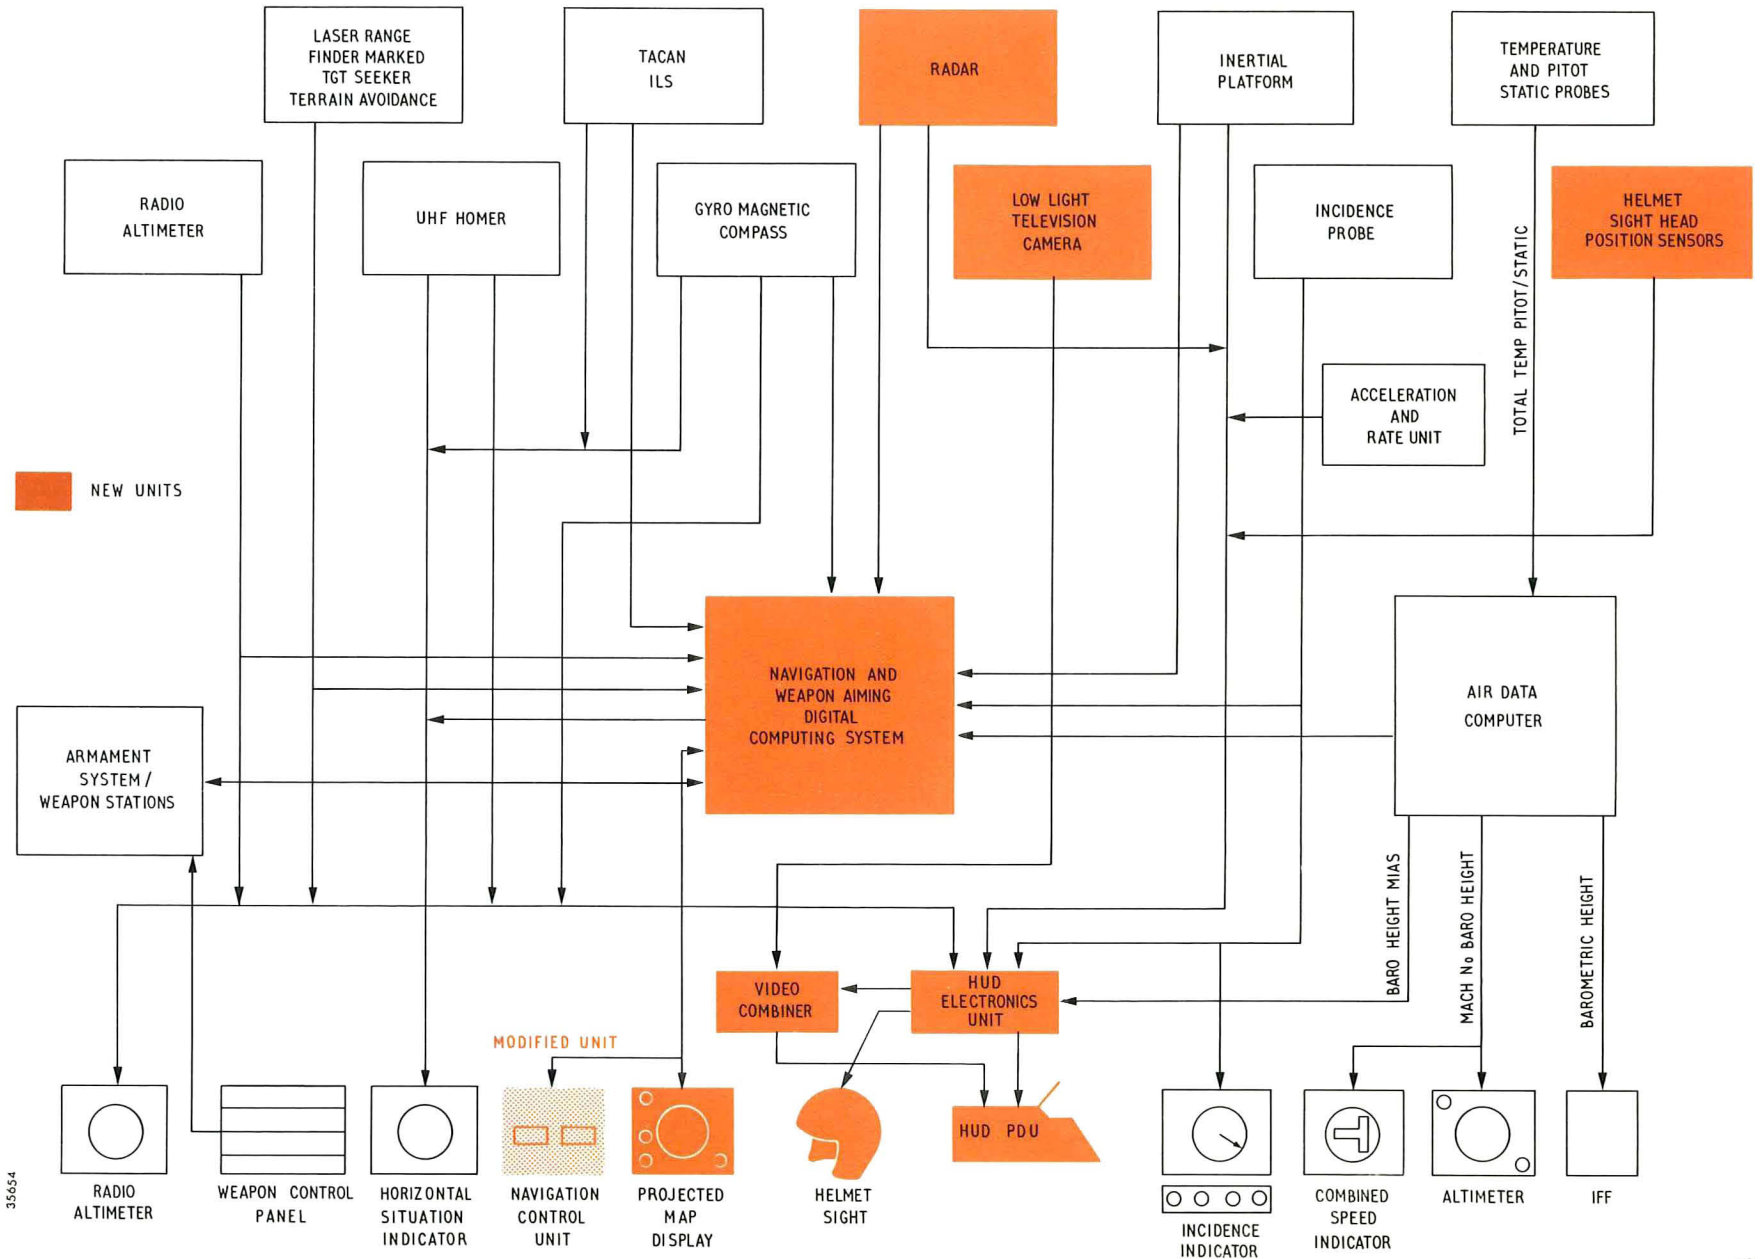 LASER RANGE
FINDER MARKED
TGT SEEKER
TERRAIN AVOIDANCE
TACAN
ILS
RADAR
INERTIAL
PLATFORM
TEMPERATURE
AND PITOT
STATIC PROBES
RADIO
ALTIMETER
UHF HOMER
GYRO MAGNETIC
COMPASS
LOW LIGHT
TELEVISION
CAMERA
INCIDENCE
PROBE
HELMET
SIGHT HEAD
POSITION SENSORS
TOTAL TEMP PITOT/STATIC
ACCELERATION
AND
RATE UNIT
NEW UNITS
NAVIGATION AND
WEAPON AIMING
DIGITAL
COMPUTING SYSTEM
AIR DATA
COMPUTER
ARMAMENT
SYSTEM/
WEAPON STATIONS
BARO HEIGHT MIAS
MACH No BARO HEIGHT
BAROMETRIC HEIGHT
VIDEO
COMBINER
HUD
ELECTRONICS
UNIT
MODIFIED UNIT
HUD PDU
RADIO
ALTIMETER
WEAPON CONTROL
PANEL
HORIZONTAL
SITUATION
INDICATOR
NAVIGATION
CONTROL
UNIT
PROJECTED
MAP
DISPLAY
HELMET
SIGHT
INCIDENCE
INDICATOR
COMBINED
SPEED
INDICATOR
ALTIMETER
IFF
35654